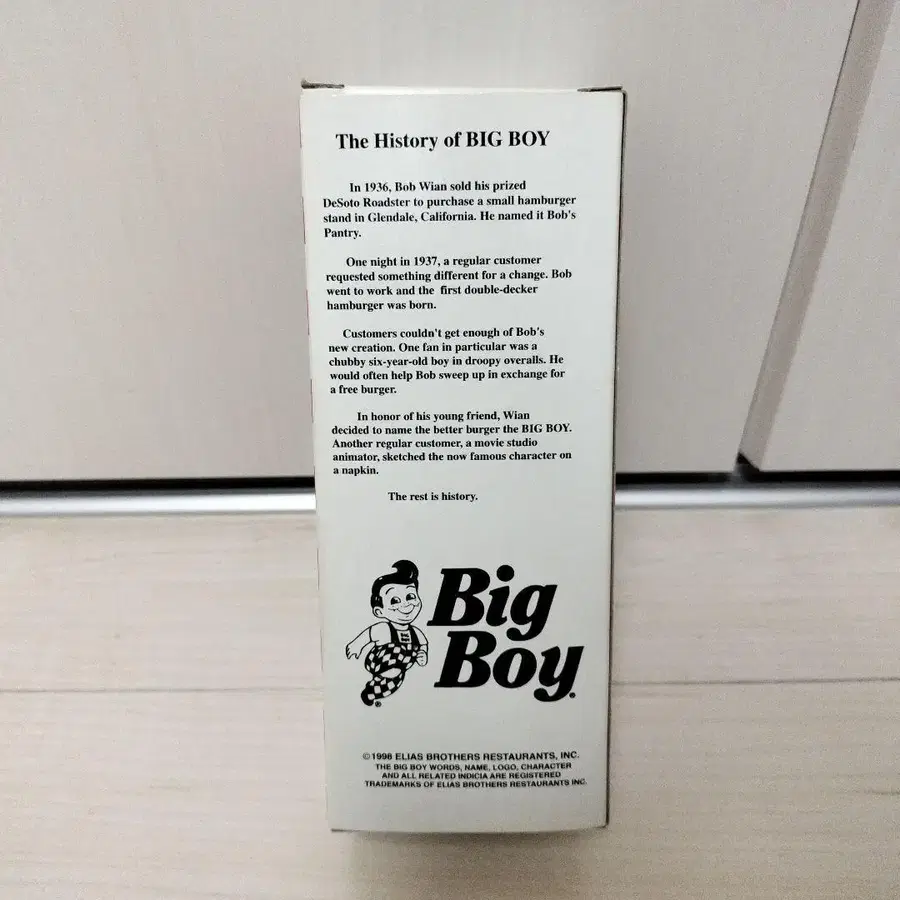 The History of BIG BOY
In 1936, Bob Wian sold his prized
DeSoto Roadster to purchase a small hamburger
stand in Glendale, California. He named it Bob's
Pantry.
One night in 1937, a regular customer
requested something different for a change. Bob
went to work and the first double-decker
hamburger was born.
Customers couldn't get enough of Bob's
new creation. One fan in particular was a
chubby six-year-old boy in droopy overalls. He
would often help Bob sweep up in exchange for
a free burger.
In honor of his young friend, Wian
decided to name the better burger the BIG BOY.
Another regular customer, a movie studio
animator, sketched the now famous character on
a napkin.
The rest is history.
Big
Boy®
©1996 ELIAS BROTHERS RESTAURANTS, INC.
THE BIG BOY WORDS, NAME, LOGO, CHARACTER
AND ALL RELATED INDICIA ARE REGISTERED
TRADEMARKS OF ELIAS BROTHERS RESTAURANTS INC.